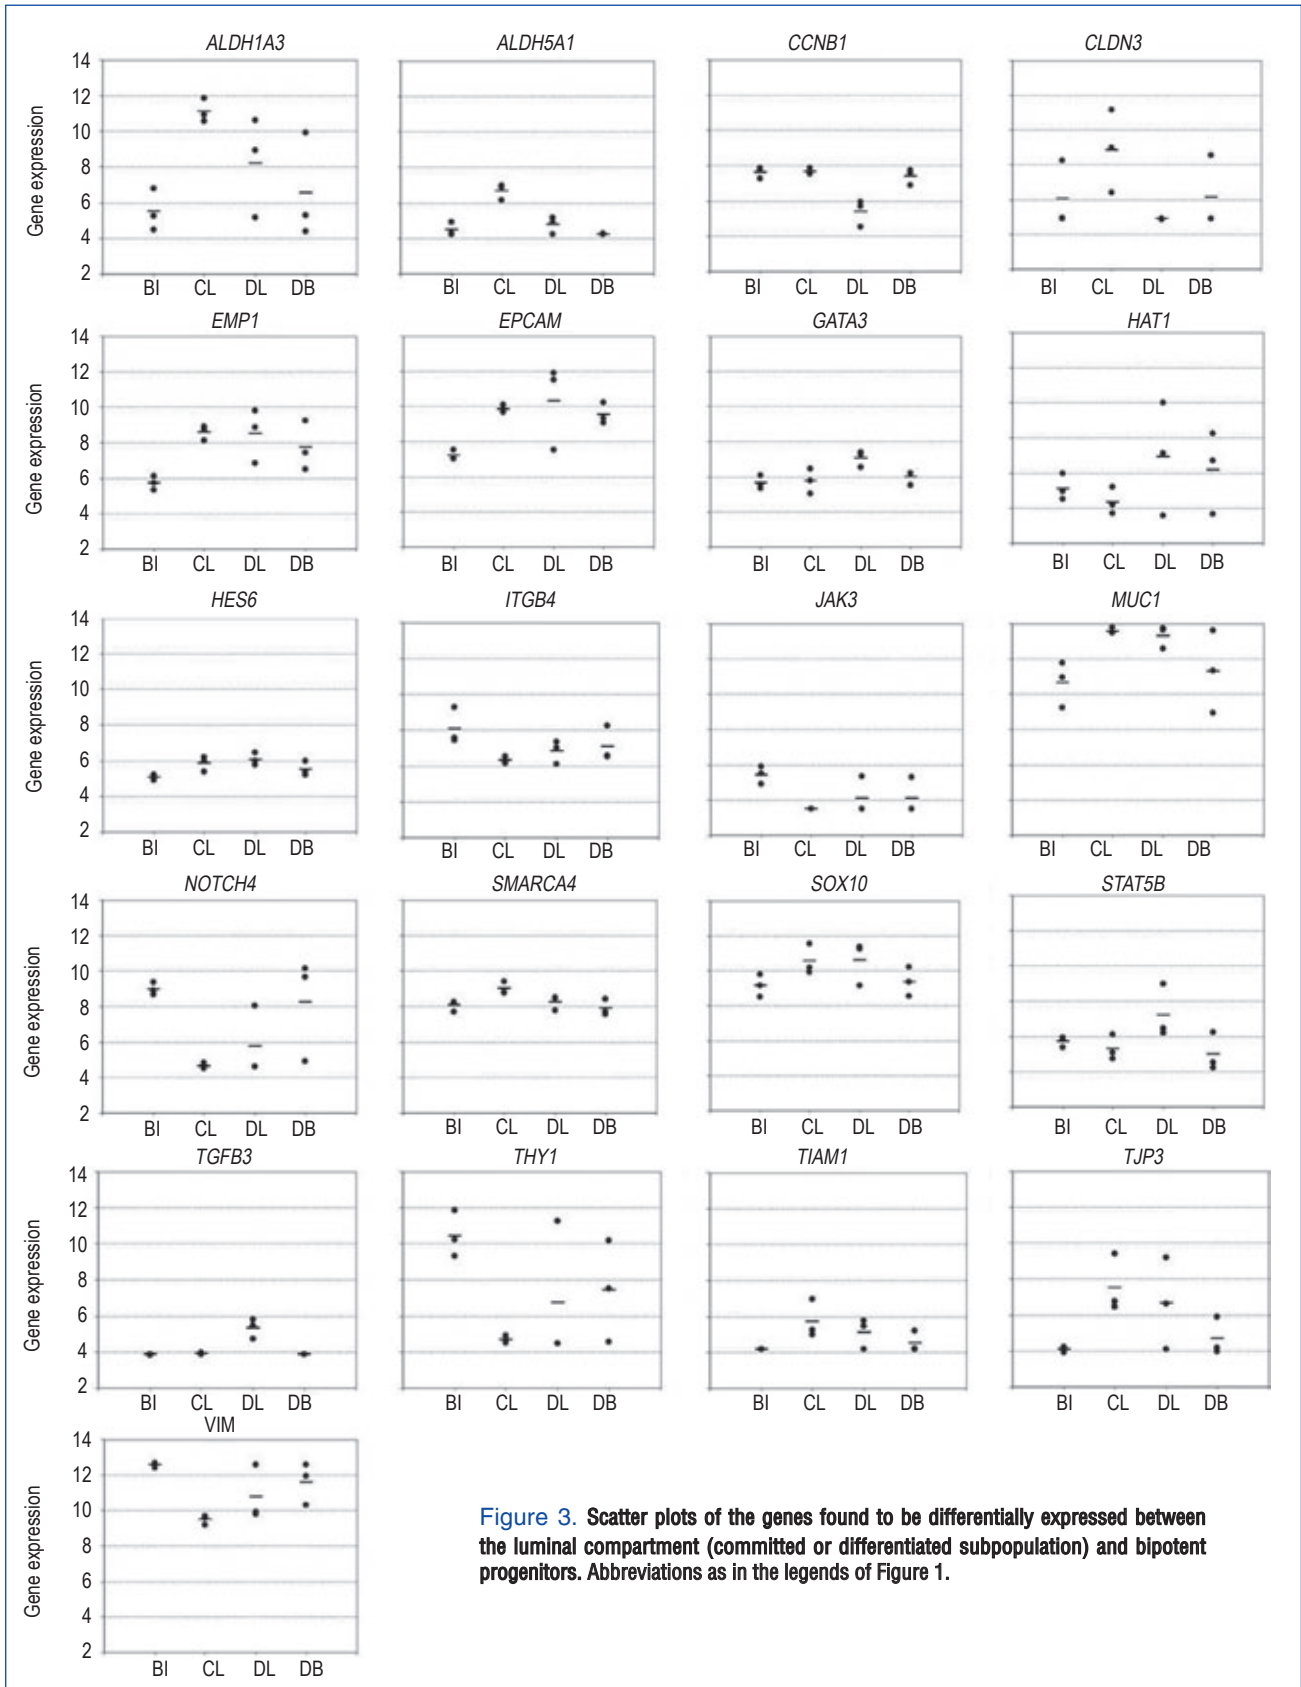 ALDH1A3 ALDH5A1 CCNB1 CLDN3
Gene expression
14
12
10
8
6
4
2
BI CL DL DB BI CL DL DB BI CL DL DB BI CL DL DB
EMP1 EPCAM GATA3 HAT1
Gene expression
14
12
10
8
6
4
2
BI CL DL DB BI CL DL DB BI CL DL DB BI CL DL DB
HES6 ITGB4 JAK3 MUC1
Gene expression
14
12
10
8
6
4
2
BI CL DL DB BI CL DL DB BI CL DL DB BI CL DL DB
NOTCH4 SMARCA4 SOX10 STAT5B
Gene expression
14
12
10
8
6
4
2
BI CL DL DB BI CL DL DB BI CL DL DB BI CL DL DB
TGFB3 THY1 TIAM1 TJP3
Gene expression
14
12
10
8
6
4
2
BI CL DL DB BI CL DL DB BI CL DL DB BI CL DL DB
VIM
Gene expression
14
12
10
8
6
4
2
BI CL DL DB
Figure 3. Scatter plots of the genes found to be differentially expressed between
the luminal compartment (committed or differentiated subpopulation) and bipotent
progenitors. Abbreviations as in the legends of Figure 1.